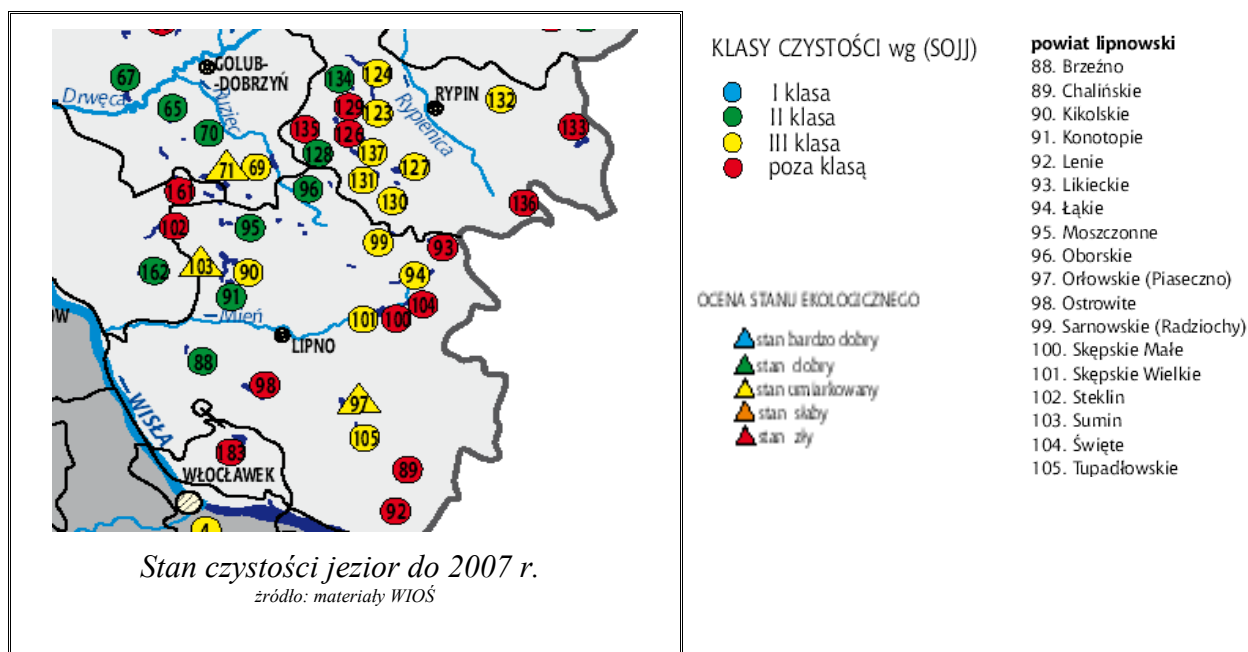 67
GOLUB-
-DOBRZYŃ
Drwęca
65
70
Ruziec
134
124
129
123
135
126
128
137
131
127
130
Rypienica
RYPIN
132
133
136
71
69
161
96
102
95
99
93
162
103
90
91
94
104
101
100
Mień
LIPNO
88
98
97
105
WISŁA
183
WŁOCŁAWEK
89
92
4
Stan czystości jezior do 2007 r.
źródło: materiały WIOŚ
KLASY CZYSTOŚCI wg (SOJJ)
I klasa
II klasa
III klasa
poza klasą
OCENA STANU EKOLOGICZNEGO
stan bardzo dobry
stan dobry
stan umiarkowany
stan słaby
stan zły
powiat lipnowski
88. Brzeźno
89. Chalińskie
90. Kikolskie
91. Konotopie
92. Lenie
93. Likieckie
94. Łąkie
95. Moszczonne
96. Oborskie
97. Orłowskie (Piaseczno)
98. Ostrowite
99. Sarnowskie (Radziochy)
100. Skępskie Małe
101. Skępskie Wielkie
102. Steklin
103. Sumin
104. Święte
105. Tupadłowskie